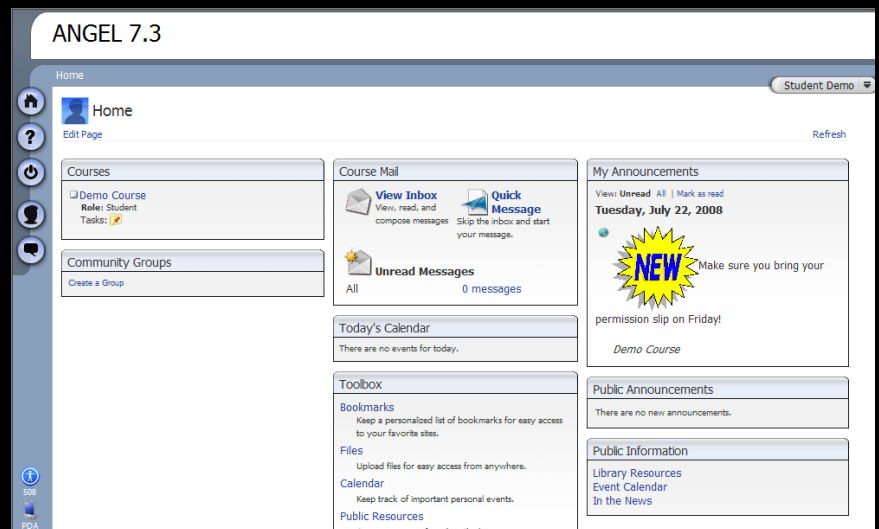 ANGEL 7.3
Home
Student Demo
Home
Edit Page
Refresh
Courses
Demo Course
Role: Student
Tasks:
Community Groups
Create a Group
Course Mail
View Inbox
View, read, and
compose messages
Quick
Message
Skip the inbox and start
your message.
Unread Messages
All 0 messages
Today's Calendar
There are no events for today.
Toolbox
Bookmarks
Keep a personalized list of bookmarks for easy access
to your favorite sites.
Files
Upload files for easy access from anywhere.
Calendar
Keep track of important personal events.
Public Resources
My Announcements
View: Unread All | Mark as read
Tuesday, July 22, 2008
NEW Make sure you bring your
permission slip on Friday!
Demo Course
Public Announcements
There are no new announcements.
Public Information
Library Resources
Event Calendar
In the News
508
PDA